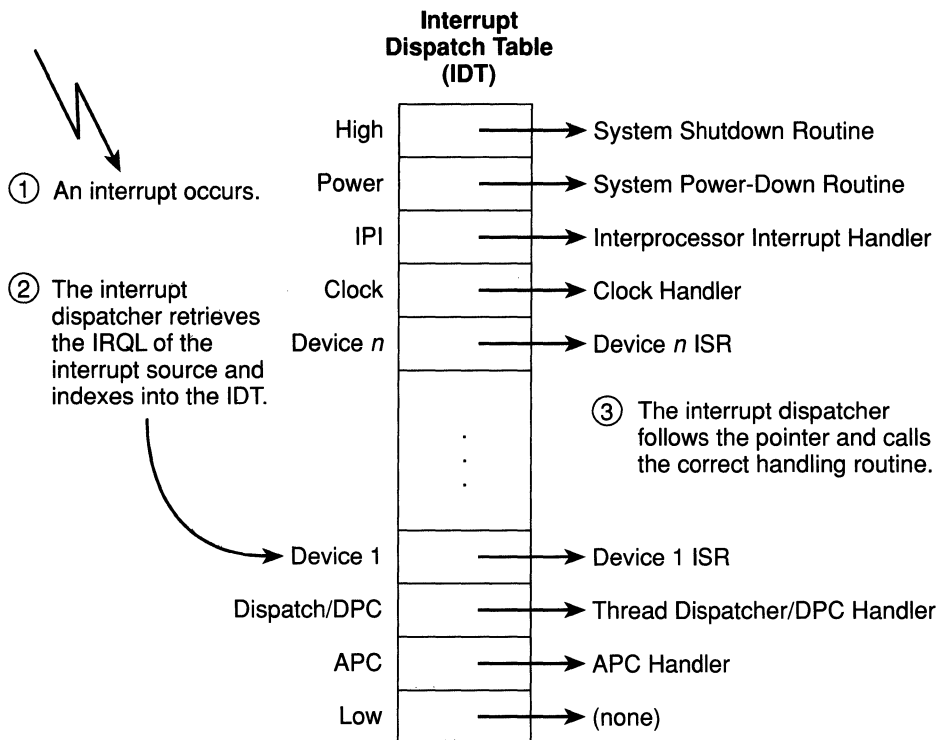 Interrupt
Dispatch Table
(IDT)
High
System Shutdown Routine
① An interrupt occurs.
Power
System Power-Down Routine
IPI
Interprocessor Interrupt Handler
② The interrupt
dispatcher retrieves
the IRQL of the
interrupt source and
indexes into the IDT.
Clock
Clock Handler
Device n
Device n ISR
③ The interrupt dispatcher
follows the pointer and calls
the correct handling routine.
Device 1
Device 1 ISR
Dispatch/DPC
Thread Dispatcher/DPC Handler
APC
APC Handler
Low
(none)